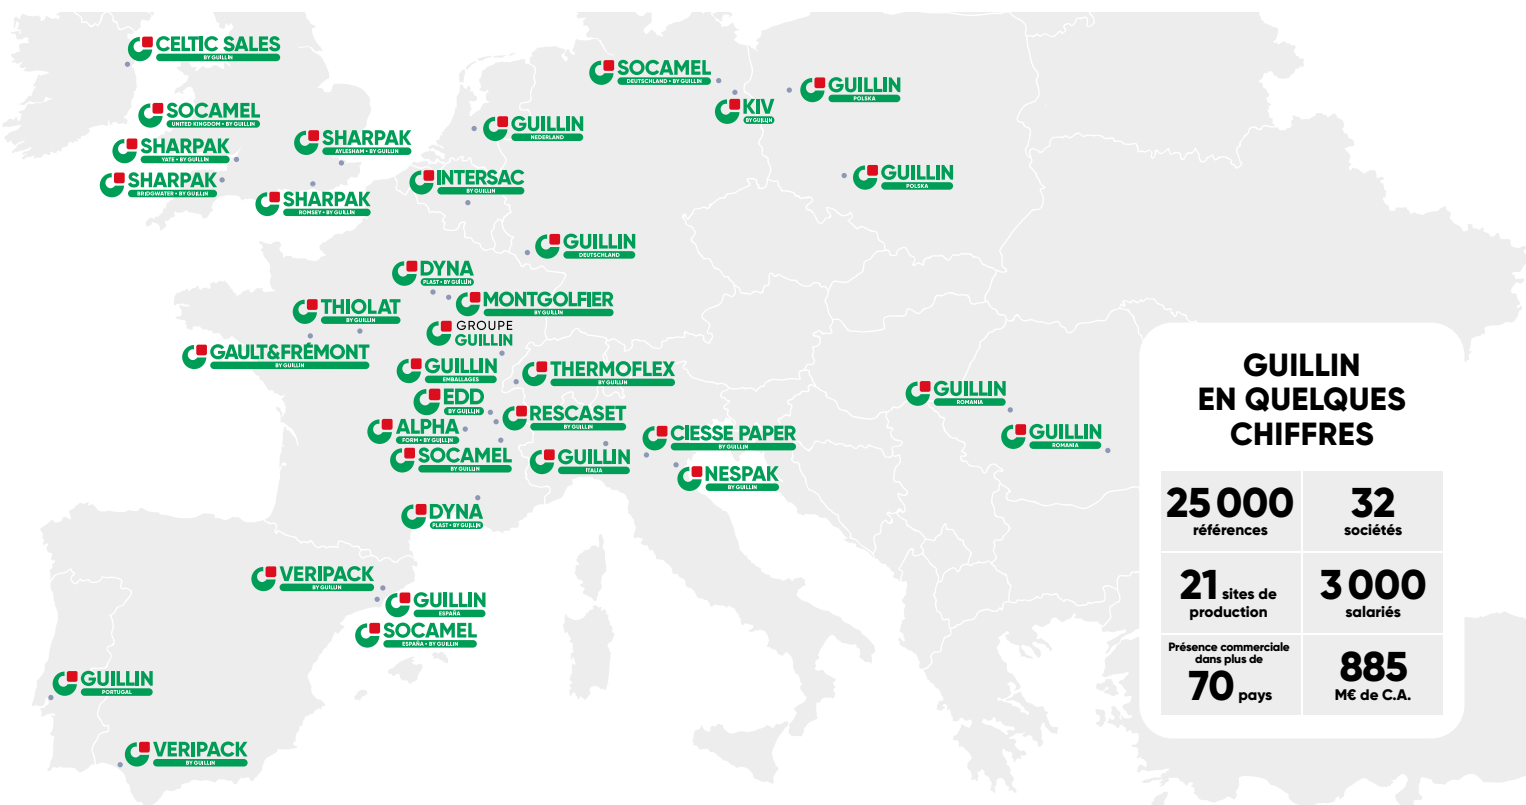 CELTIC SALES
BY GUILLIN
SOCAMEL
UNITED KINGDOM • BY GUILLIN
SHARPAK
YATE • BY GUILLIN
SHARPAK
BRIDGWATER • BY GUILLIN
SHARPAK
AYLESHAM • BY GUILLIN
SHARPAK
ROMSEY • BY GUILLIN
SOCAMEL
DEUTSCHLAND • BY GUILLIN
KIV
BY GUILLIN
GUILLIN
POLSKA
GUILLIN
NEDERLAND
INTERSAC
BY GUILLIN
GUILLIN
POLSKA
GUILLIN
DEUTSCHLAND
DYNA
PLAST • BY GUILLIN
MONTGOLFIER
BY GUILLIN
THIOLAT
BY GUILLIN
GROUPE
GUILLIN
GAULT&FRÉMONT
BY GUILLIN
GUILLIN
EMBALLAGES
THERMOFLEX
BY GUILLIN
EDD
BY GUILLIN
RESCASET
BY GUILLIN
ALPHA
FORM • BY GUILLIN
SOCAMEL
BY GUILLIN
GUILLIN
ITALIA
CIESSE PAPER
BY GUILLIN
NESPAK
BY GUILLIN
DYNA
PLAST • BY GUILLIN
GUILLIN
ROMANIA
GUILLIN
ROMANIA
VERIPACK
BY GUILLIN
GUILLIN
ESPAÑA
SOCAMEL
ESPAÑA • BY GUILLIN
GUILLIN
PORTUGAL
VERIPACK
BY GUILLIN
GUILLIN
EN QUELQUES
CHIFFRES
25 000
références
32
sociétés
21 sites de
production
3 000
salariés
Présence commerciale
dans plus de
70 pays
885
M€ de C.A.